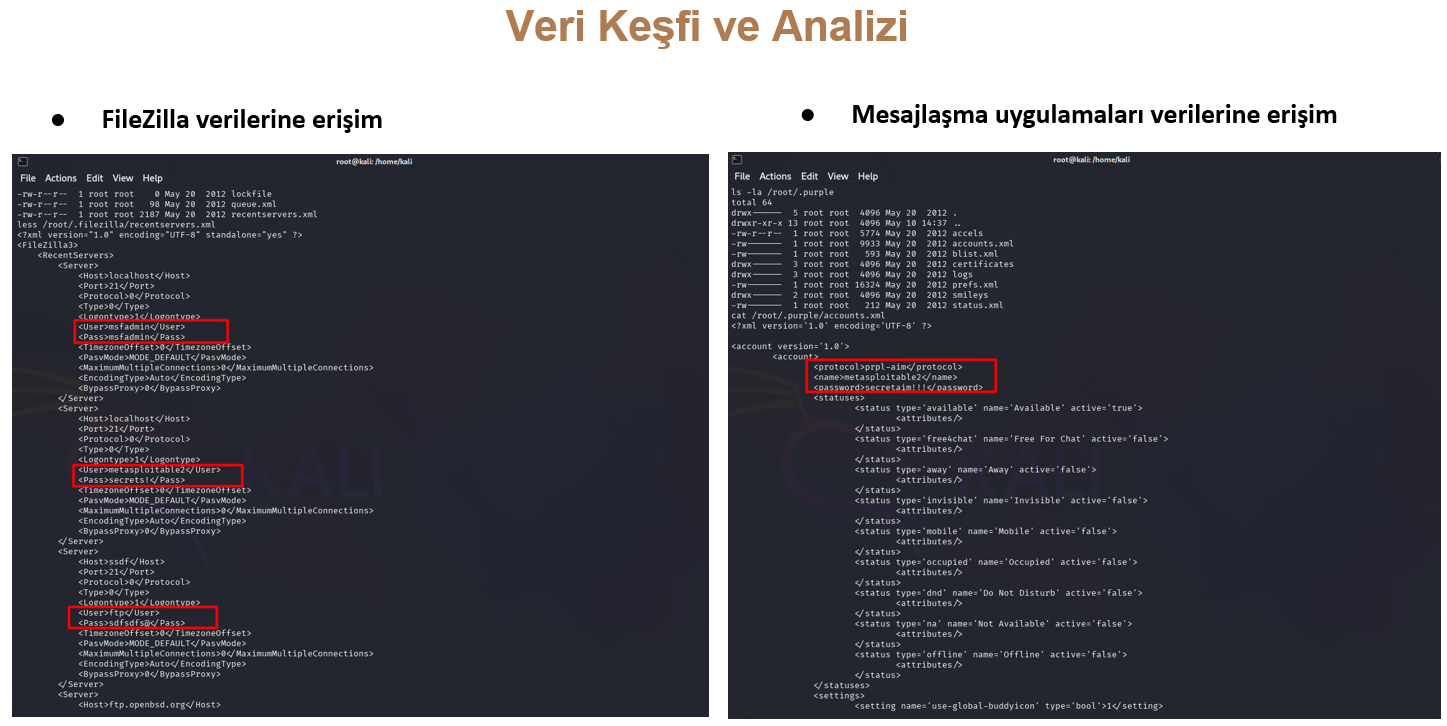 Veri Keşfi ve Analizi
● FileZilla verilerine erişim
root@kali: /home/kali
File Actions Edit View Help
-rw-r--r-- 1 root root 0 May 20 2012 lockfile
-rw-r--r-- 1 root root 98 May 20 2012 queue.xml
-rw-r--r-- 1 root root 2187 May 20 2012 recentservers.xml
less /root/.filezilla/recentservers.xml
<?xml version="1.0" encoding="UTF-8" standalone="yes" ?>
<FileZilla3>
<RecentServers>
<Server>
<Host>localhost</Host>
<Port>21</Port>
<Protocol>0</Protocol>
<Type>0</Type>
<Logontype>1</Logontype>
<User>msfadmin</User>
<Pass>msfadmin</Pass>
<TimezoneOffset>0</TimezoneOffset>
<PasvMode>MODE_DEFAULT</PasvMode>
<MaximumMultipleConnections>0</MaximumMultipleConnections>
<EncodingType>Auto</EncodingType>
<BypassProxy>0</BypassProxy>
</Server>
<Server>
<Host>localhost</Host>
<Port>21</Port>
<Protocol>0</Protocol>
<Type>0</Type>
<Logontype>1</Logontype>
<User>metasploitable2</User>
<Pass>secrets!</Pass>
<TimezoneOffset>0</TimezoneOffset>
<PasvMode>MODE_DEFAULT</PasvMode>
<MaximumMultipleConnections>0</MaximumMultipleConnections>
<EncodingType>Auto</EncodingType>
<BypassProxy>0</BypassProxy>
</Server>
<Server>
<Host>ssdf</Host>
<Port>21</Port>
<Protocol>0</Protocol>
<Type>0</Type>
<Logontype>1</Logontype>
<User>ftp</User>
<Pass>sdfsdfs@</Pass>
<TimezoneOffset>0</TimezoneOffset>
<PasvMode>MODE_DEFAULT</PasvMode>
<MaximumMultipleConnections>0</MaximumMultipleConnections>
<EncodingType>Auto</EncodingType>
<BypassProxy>0</BypassProxy>
</Server>
<Server>
<Host>ftp.openbsd.org</Host>
KALI
● Mesajlaşma uygulamaları verilerine erişim
root@kali: /home/kali
File Actions Edit View Help
ls -la /root/.purple
total 64
drwx------ 5 root root 4096 May 20 2012 .
drwxr-xr-x 13 root root 4096 May 10 14:37 ..
-rw-r--r-- 1 root root 5774 May 20 2012 accels
-rw------- 1 root root 9933 May 20 2012 accounts.xml
-rw------- 1 root root 593 May 20 2012 blist.xml
drwx------ 3 root root 4096 May 20 2012 certificates
drwx------ 3 root root 4096 May 20 2012 logs
-rw------- 1 root root 16324 May 20 2012 prefs.xml
drwx------ 2 root root 4096 May 20 2012 smileys
-rw------- 1 root root 212 May 20 2012 status.xml
cat /root/.purple/accounts.xml
<?xml version='1.0' encoding='UTF-8' ?>
<account version='1.0'>
<account>
<protocol>prpl-aim</protocol>
<name>metasploitable2</name>
<password>secretaim!!!</password>
<statuses>
<status type='available' name='Available' active='true'>
<attributes/>
</status>
<status type='free4chat' name='Free For Chat' active='false'>
<attributes/>
</status>
<status type='away' name='Away' active='false'>
<attributes/>
</status>
<status type='invisible' name='Invisible' active='false'>
<attributes/>
</status>
<status type='mobile' name='Mobile' active='false'>
<attributes/>
</status>
<status type='occupied' name='Occupied' active='false'>
<attributes/>
</status>
<status type='dnd' name='Do Not Disturb' active='false'>
<attributes/>
</status>
<status type='na' name='Not Available' active='false'>
<attributes/>
</status>
<status type='offline' name='Offline' active='false'>
<attributes/>
</status>
</statuses>
<settings>
<setting name='use-global-buddyicon' type='bool'>1</setting>
KALI